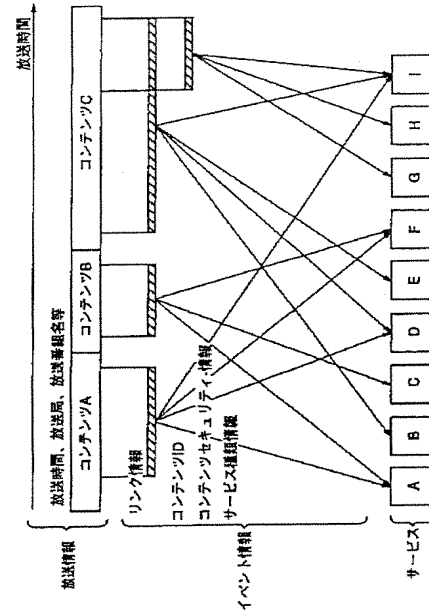 放送時間
放送情報
放送時間、放送局、放送番組名等
コンテンツA
コンテンツB
コンテンツC
イベント情報
リンク情報
コンテンツID
コンテンツセキュリティ情報
サービス種類情報
サービス
A
B
C
D
E
F
G
H
I